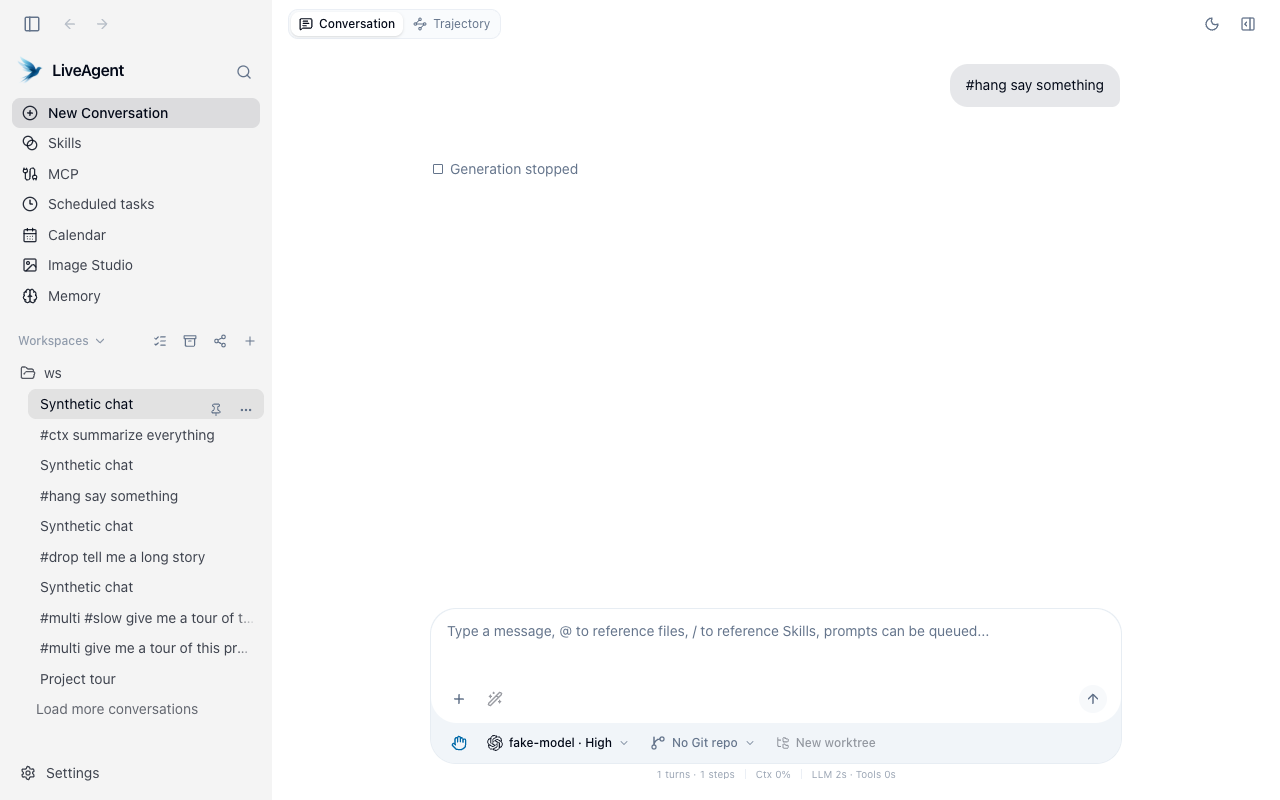 Conversation
Trajectory
LiveAgent
New Conversation
Skills
MCP
Scheduled tasks
Calendar
Image Studio
Memory
Workspaces
ws
Synthetic chat
#ctx summarize everything
Synthetic chat
#hang say something
Synthetic chat
#drop tell me a long story
Synthetic chat
#multi #slow give me a tour of t...
#multi give me a tour of this pr...
Project tour
Load more conversations
Settings
#hang say something
Generation stopped
Type a message, @ to reference files, / to reference Skills, prompts can be queued...
fake-model · High
No Git repo
New worktree
1 turns · 1 steps
Ctx 0%
LLM 2s · Tools 0s